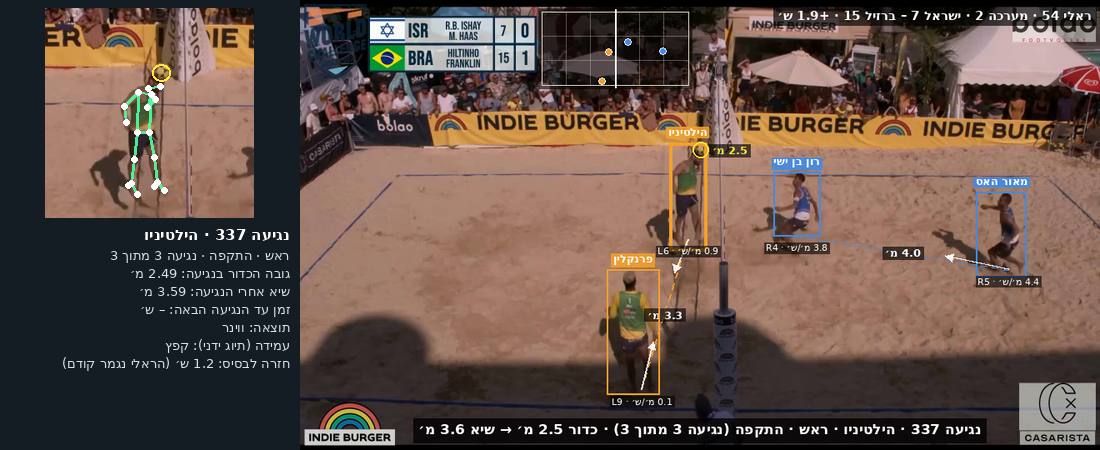 ראלי 54 · מערכה 2 · ישראל 7 – ברזיל 15 · +1.9 ש׳
ISR R.B. ISHAY M. HAAS 7 0
BRA HILTINHO FRANKLIN 15 1
WORLD
INDIE BURGER
bolao
FOOTVOLLEY
bolao
INDIE BURGER
INDIE BURGER
CASARISTA
הילטיניו
2.5 מ׳
רון בן ישי
מאור האט
L6 · 0.9 מ׳/ש׳
R4 · 3.8 מ׳/ש׳
4.0 מ׳
פרנקלין
R5 · 4.4 מ׳/ש׳
3.3 מ׳
L9 · 0.1 מ׳/ש׳
INDIE BURGER
CASARISTA
נגיעה 337 · הילטיניו · ראש · התקפה (נגיעה 3 מתוך 3) · כדור 2.5 מ׳ → שיא 3.6 מ׳
נגיעה 337 · הילטיניו
ראש · התקפה · נגיעה 3 מתוך 3
גובה הכדור בנגיעה: 2.49 מ׳
שיא אחרי הנגיעה: 3.59 מ׳
זמן עד הנגיעה הבאה: – ש׳
תוצאה: ווינר
עמידה (תיוג ידני): קפץ
חזרה לבסיס: 1.2 ש׳ (הראלי נגמר קודם)